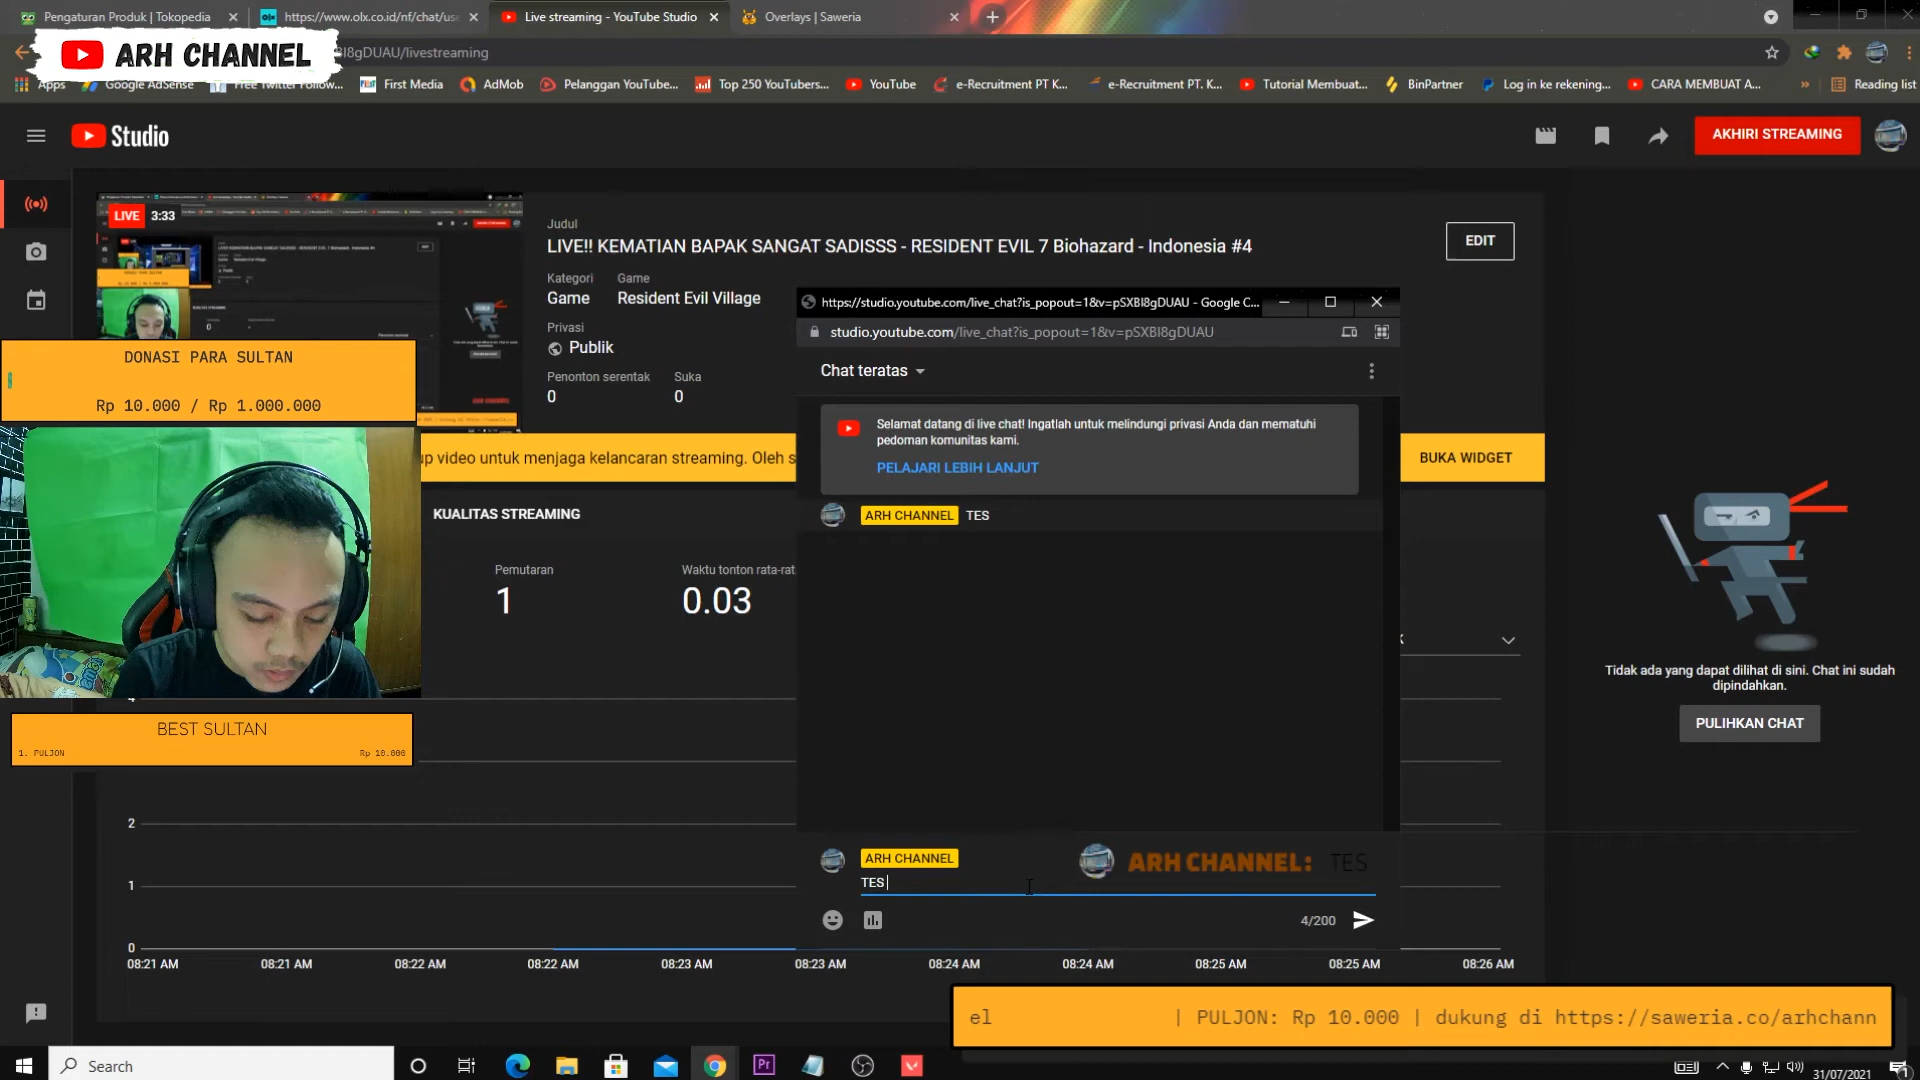 Pengaturan Produk | Tokopedia
https://www.olx.co.id/nf/chat/use
Live streaming - YouTube Studio
Overlays | Saweria
ARH CHANNEL
BI8gDUAU/livestreaming
Apps
Google AdSense
Free Twitter Follow...
First Media
AdMob
Pelanggan YouTube...
Top 250 YouTubers...
YouTube
e-Recruitment PT K...
e-Recruitment PT. K...
Tutorial Membuat...
BinPartner
Log in ke rekening...
CARA MEMBUAT A...
»
Reading list
Studio
AKHIRI STREAMING
LIVE 3:33
Judul
LIVE!! KEMATIAN BAPAK SANGAT SADISSS - RESIDENT EVIL 7 Biohazard - Indonesia #4
EDIT
Kategori Game
Game Resident Evil Village
Privasi
Publik
Penonton serentak Suka
0 0
https://studio.youtube.com/live_chat?is_popout=1&v=pSXBI8gDUAU - Google C...
studio.youtube.com/live_chat?is_popout=1&v=pSXBI8gDUAU
Chat teratas
Selamat datang di live chat! Ingatlah untuk melindungi privasi Anda dan mematuhi
pedoman komunitas kami.
PELAJARI LEBIH LANJUT
ARH CHANNEL TES
DONASI PARA SULTAN
Rp 10.000 / Rp 1.000.000
up video untuk menjaga kelancaran streaming. Oleh s
BUKA WIDGET
KUALITAS STREAMING
Pemutaran
1
Waktu tonton rata-rat
0.03
K
Tidak ada yang dapat dilihat di sini. Chat ini sudah
dipindahkan.
PULIHKAN CHAT
BEST SULTAN
1. PULJON Rp 10.000
4
2
1
0
ARH CHANNEL
TES
ARH CHANNEL: TES
4/200
08:21 AM 08:21 AM 08:22 AM 08:22 AM 08:23 AM 08:23 AM 08:24 AM 08:24 AM 08:25 AM 08:25 AM 08:26 AM
el | PULJON: Rp 10.000 | dukung di https://saweria.co/arhchann
Search
Pr
31/07/2021
1